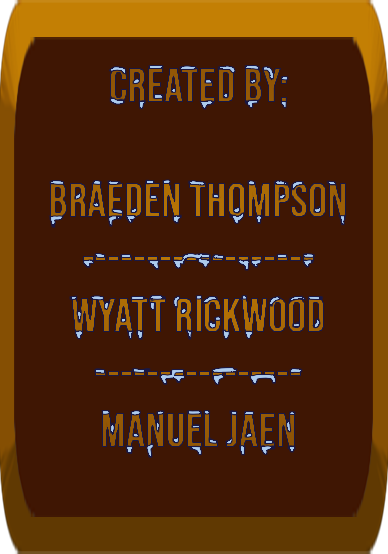 CREATED BY:
BRAEDEN THOMPSON
--------------------
WYATT RICKWOOD
------------------
MANUEL JAEN